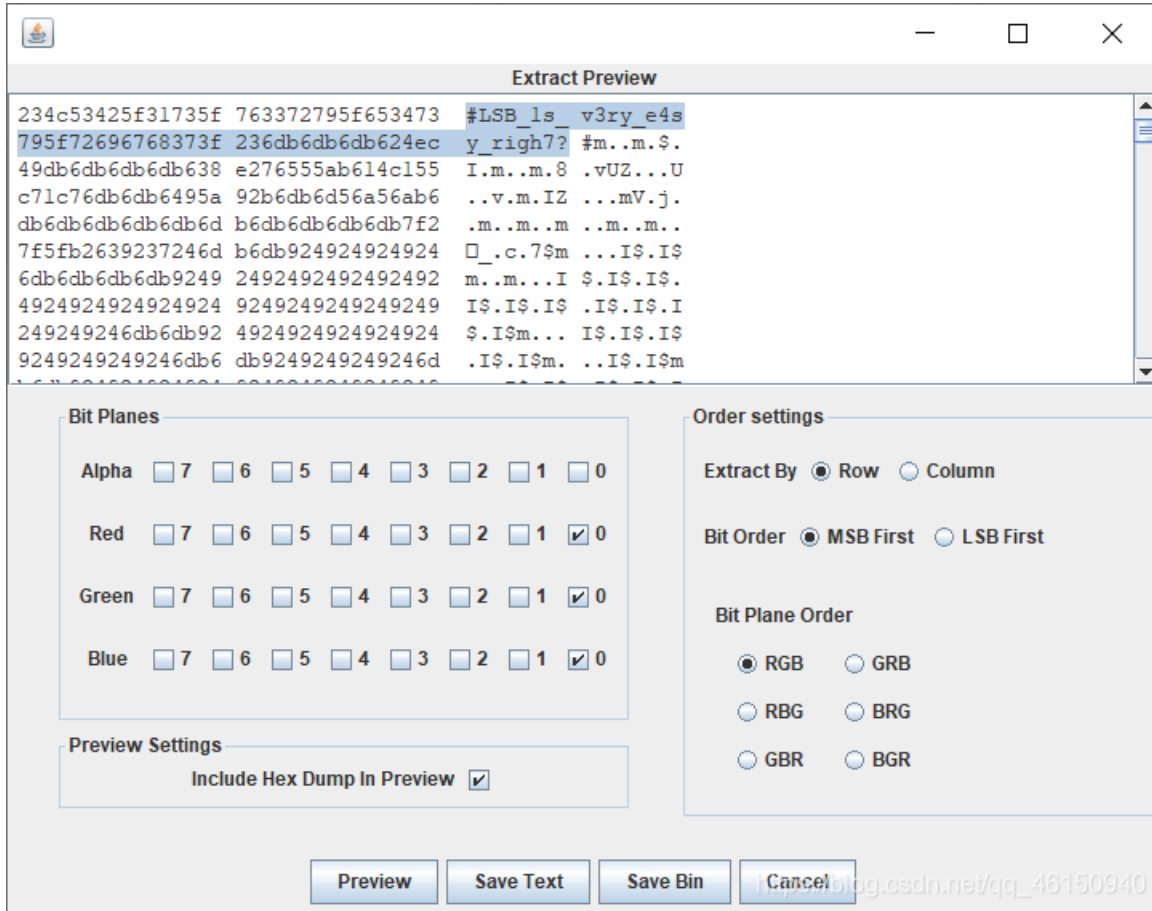 Extract Preview
234c53425f31735f 763372795f653473 #LSB_1s_ v3ry_e4s
795f72696768373f 236db6db6db624ec y_righ7? #m..m.$.
49db6db6db6db638 e276555ab614c155 I.m..m.8 .vUZ...U
c71c76db6db6495a 92b6db6d56a56ab6 ..v.m.IZ ...mV.j.
db6db6db6db6db6d b6db6db6db6db7f2 .m..m..m ..m..m..
7f5fb2639237246d b6db924924924924 □_.c.7$m ...I$.I$
6db6db6db6db9249 2492492492492492 m..m...I $.I$.I$.
4924924924924924 9249249249249249 I$.I$.I$ .I$.I$.I
249249246db6db92 4924924924924924 $.I$m... I$.I$.I$
9249249249246db6 db9249249249246d .I$.I$m. ..I$.I$m
Bit Planes
Alpha 7 6 5 4 3 2 1 0
Red 7 6 5 4 3 2 1 0
Green 7 6 5 4 3 2 1 0
Blue 7 6 5 4 3 2 1 0
Preview Settings
Include Hex Dump In Preview
Order settings
Extract By Row Column
Bit Order MSB First LSB First
Bit Plane Order
RGB GRB
RBG BRG
GBR BGR
Preview Save Text Save Bin Cancel
https://blog.csdn.net/qq_46150940